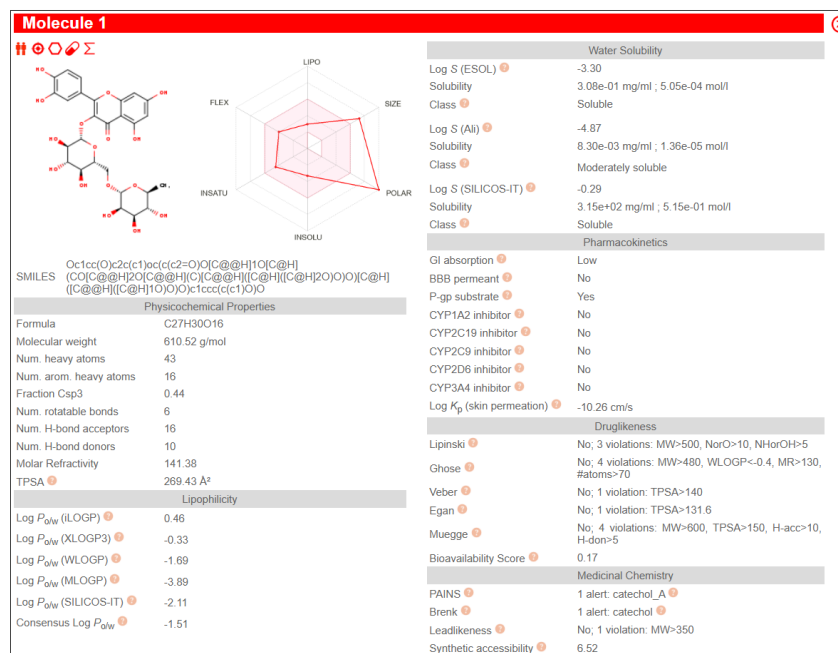 Molecule 1
LIPO
FLEX
SIZE
INSATU
POLAR
INSOLU
SMILES Oc1cc(O)c2c(c1)oc(c(c2=O)O[C@@H]1O[C@H]
(CO[C@@H]2O[C@@H](C)[C@@H]([C@H]([C@H]2O)O)O)[C@H]
([C@@H]([C@H]1O)O)O)c1ccc(c(c1)O)O
Physicochemical Properties
Formula C27H30O16
Molecular weight 610.52 g/mol
Num. heavy atoms 43
Num. arom. heavy atoms 16
Fraction Csp3 0.44
Num. rotatable bonds 6
Num. H-bond acceptors 16
Num. H-bond donors 10
Molar Refractivity 141.38
TPSA ? 269.43 Å²
Lipophilicity
Log Po/w (iLOGP) ? 0.46
Log Po/w (XLOGP3) ? -0.33
Log Po/w (WLOGP) ? -1.69
Log Po/w (MLOGP) ? -3.89
Log Po/w (SILICOS-IT) ? -2.11
Consensus Log Po/w ? -1.51
Water Solubility
Log S (ESOL) ? -3.30
Solubility 3.08e-01 mg/ml ; 5.05e-04 mol/l
Class ? Soluble
Log S (Ali) ? -4.87
Solubility 8.30e-03 mg/ml ; 1.36e-05 mol/l
Class ? Moderately soluble
Log S (SILICOS-IT) ? -0.29
Solubility 3.15e+02 mg/ml ; 5.15e-01 mol/l
Class ? Soluble
Pharmacokinetics
GI absorption ? Low
BBB permeant ? No
P-gp substrate ? Yes
CYP1A2 inhibitor ? No
CYP2C19 inhibitor ? No
CYP2C9 inhibitor ? No
CYP2D6 inhibitor ? No
CYP3A4 inhibitor ? No
Log Kp (skin permeation) ? -10.26 cm/s
Druglikeness
Lipinski ? No; 3 violations: MW>500, NorO>10, NHorOH>5
Ghose ? No; 4 violations: MW>480, WLOGP<-0.4, MR>130,
#atoms>70
Veber ? No; 1 violation: TPSA>140
Egan ? No; 1 violation: TPSA>131.6
Muegge ? No; 4 violations: MW>600, TPSA>150, H-acc>10,
H-don>5
Bioavailability Score ? 0.17
Medicinal Chemistry
PAINS ? 1 alert: catechol_A ?
Brenk ? 1 alert: catechol ?
Leadlikeness ? No; 1 violation: MW>350
Synthetic accessibility ? 6.52